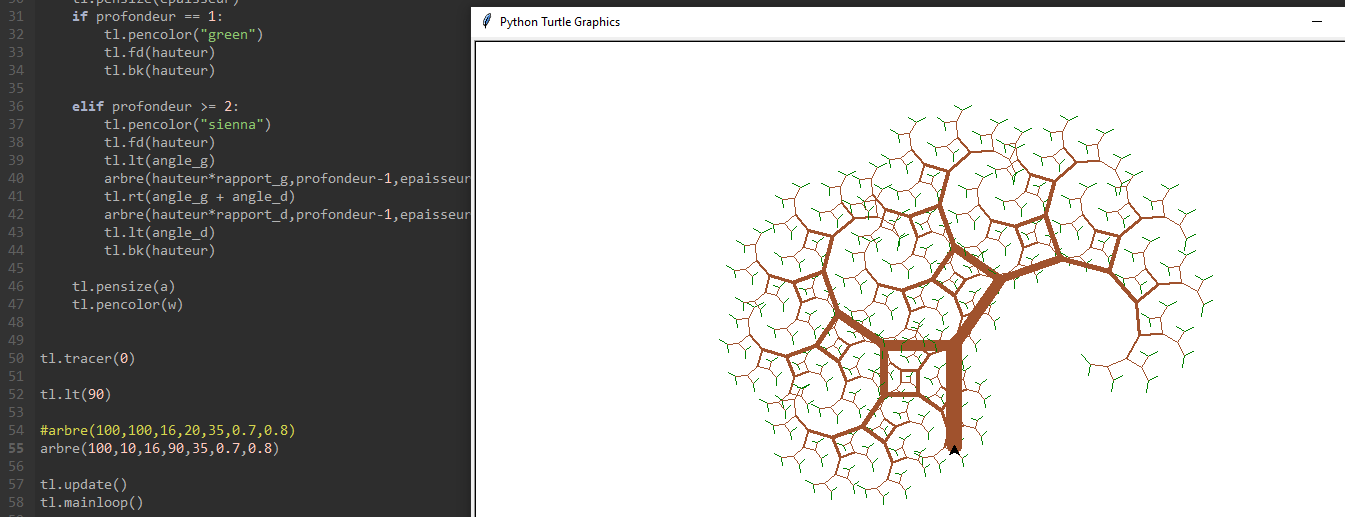 30 tl.pensize(epaisseur)
31 if profondeur == 1:
32 tl.pencolor("green")
33 tl.fd(hauteur)
34 tl.bk(hauteur)
35
36 elif profondeur >= 2:
37 tl.pencolor("sienna")
38 tl.fd(hauteur)
39 tl.lt(angle_g)
40 arbre(hauteur*rapport_g,profondeur-1,epaisseur
41 tl.rt(angle_g + angle_d)
42 arbre(hauteur*rapport_d,profondeur-1,epaisseur
43 tl.lt(angle_d)
44 tl.bk(hauteur)
45
46 tl.pensize(a)
47 tl.pencolor(w)
48
49
50 tl.tracer(0)
51
52 tl.lt(90)
53
54 #arbre(100,100,16,20,35,0.7,0.8)
55 arbre(100,10,16,90,35,0.7,0.8)
56
57 tl.update()
58 tl.mainloop()
Python Turtle Graphics